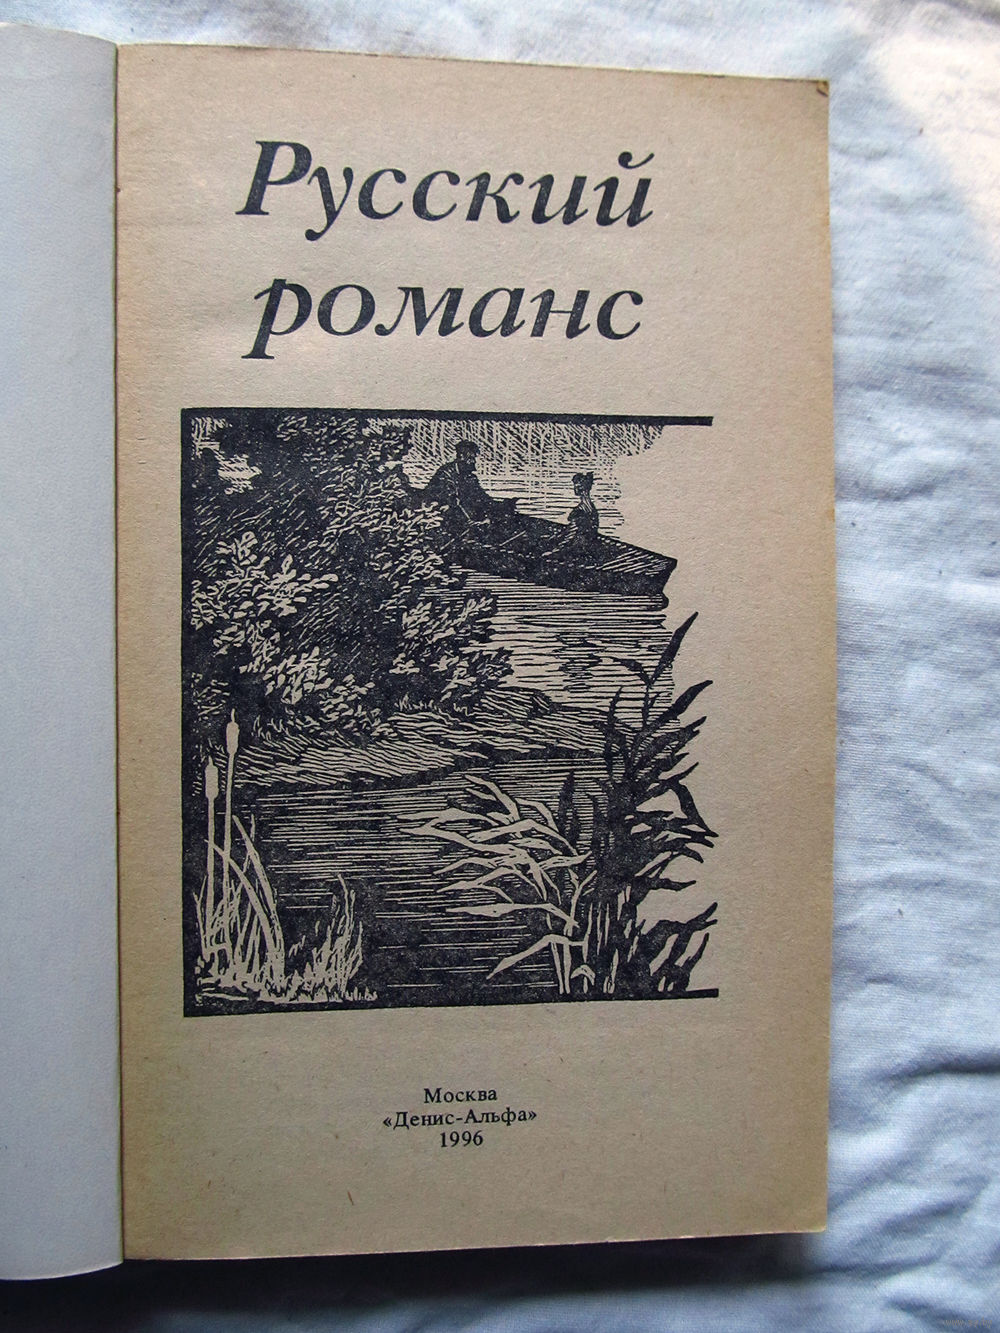 Русский
романс
Москва
«Денис-Альфа»
1996